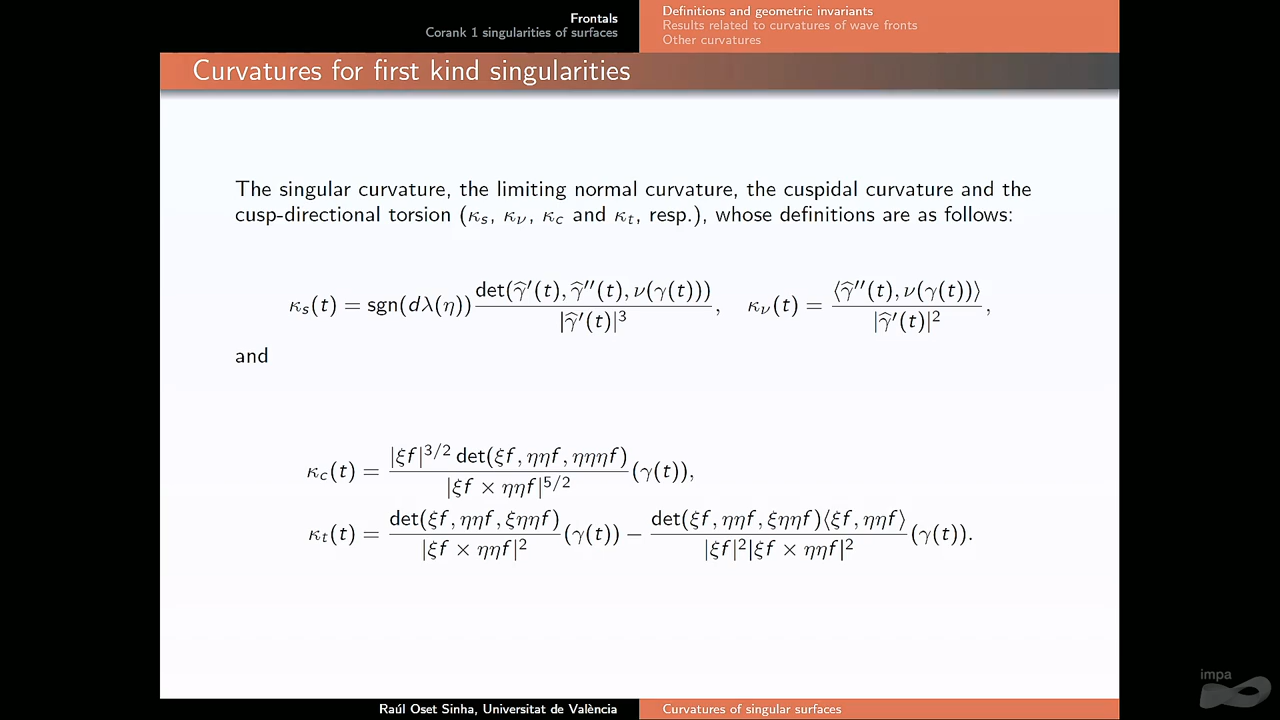 Frontals
Corank 1 singularities of surfaces
Definitions and geometric invariants
Results related to curvatures of wave fronts
Other curvatures
Curvatures for first kind singularities
The singular curvature, the limiting normal curvature, the cuspidal curvature and the
cusp-directional torsion (κ_s, κ_ν, κ_c and κ_t, resp.), whose definitions are as follows:
κ_s(t) = sgn(dλ(η)) det(γ̂′(t), γ̂′′(t), ν(γ(t))) / |γ̂′(t)|³, κ_ν(t) = ⟨γ̂′′(t), ν(γ(t))⟩ / |γ̂′(t)|²,
and
κ_c(t) = |ξf|^{3/2} det(ξf, ηηf, ηηηf) / |ξf × ηηf|^{5/2} (γ(t)),
κ_t(t) = det(ξf, ηηf, ξηηf) / |ξf × ηηf|² (γ(t)) − det(ξf, ηηf, ξηηf)⟨ξf, ηηf⟩ / |ξf|²|ξf × ηηf|² (γ(t)).
impa
Raúl Oset Sinha, Universitat de València
Curvatures of singular surfaces